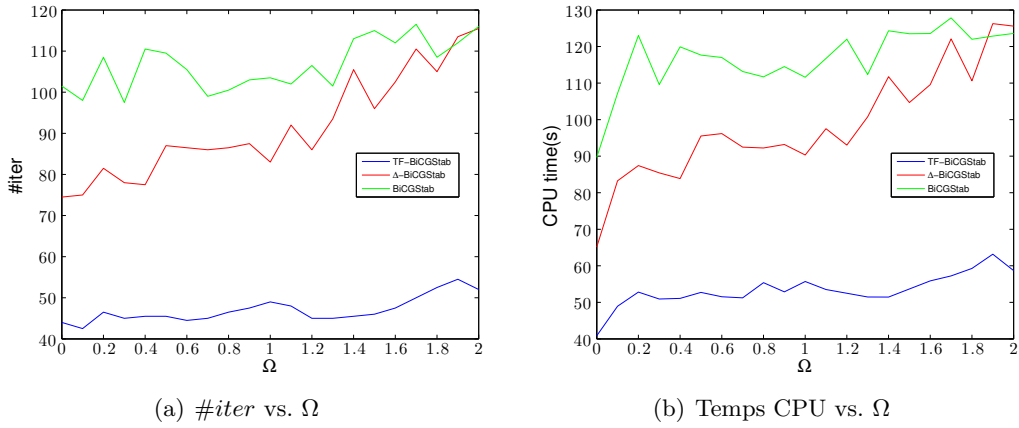 120
110
100
90
80
70
60
50
40
#iter
0 0.2 0.4 0.6 0.8 1 1.2 1.4 1.6 1.8 2
Ω
TF-BiCGStab
Δ-BiCGStab
BiCGStab
(a) #iter vs. Ω
130
120
110
100
90
80
70
60
50
40
CPU time(s)
0 0.2 0.4 0.6 0.8 1 1.2 1.4 1.6 1.8 2
Ω
TF-BiCGStab
Δ-BiCGStab
BiCGStab
(b) Temps CPU vs. Ω